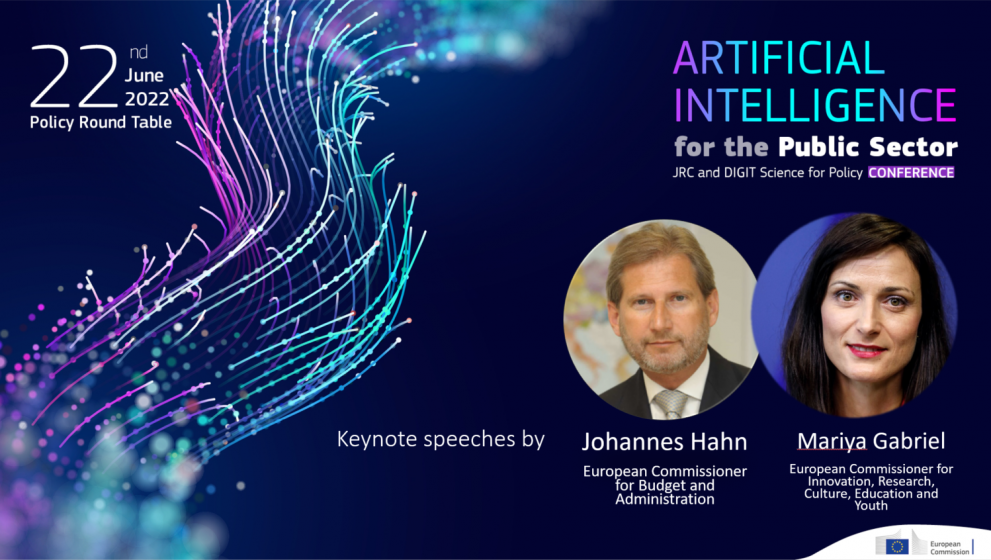 22 nd
June
2022
Policy Round Table
ARTIFICIAL
INTELLIGENCE
for the Public Sector
JRC and DIGIT Science for Policy CONFERENCE
Keynote speeches by
Johannes Hahn
European Commissioner
for Budget and
Administration
Mariya Gabriel
European Commissioner for
Innovation, Research,
Culture, Education and
Youth
European
Commission